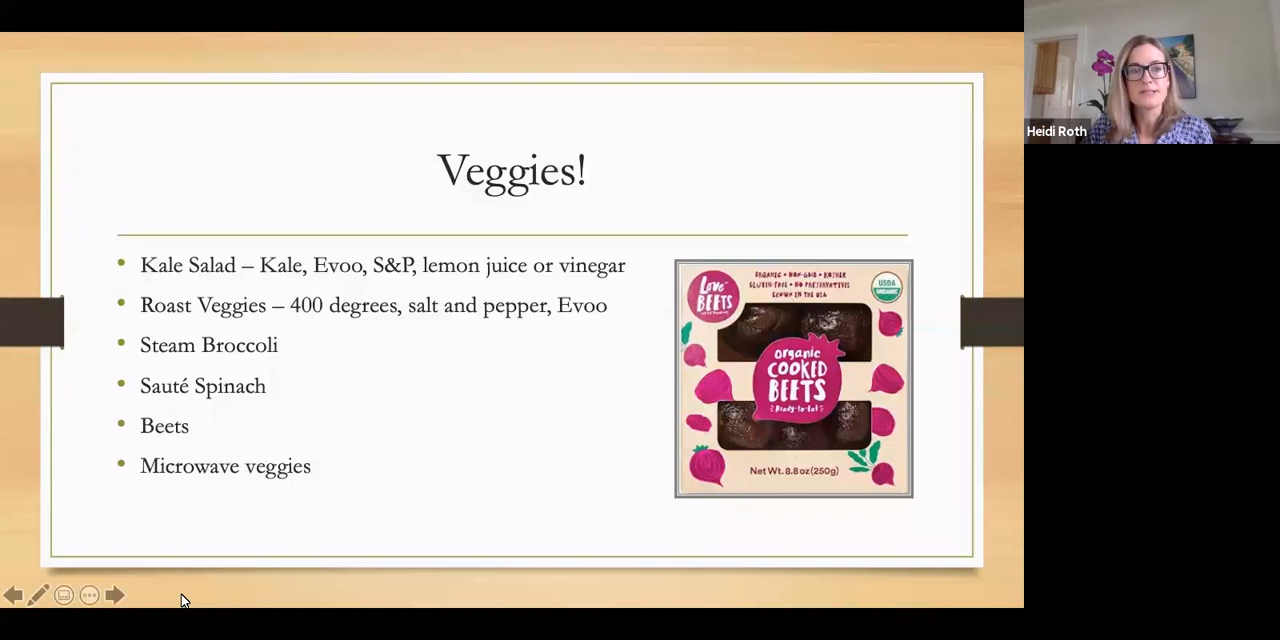 Veggies!
Kale Salad – Kale, Evoo, S&P, lemon juice or vinegar
Roast Veggies – 400 degrees, salt and pepper, Evoo
Steam Broccoli
Sauté Spinach
Beets
Microwave veggies
ORGANIC • NON-GMO • KOSHER
GLUTEN-FREE • NO PRESERVATIVES
GROWN IN THE USA
Love
BEETS
USDA
ORGANIC
organic
COOKED
BEETS
Ready-to-Eat
Net Wt. 8.8 oz (250g)
Heidi Roth